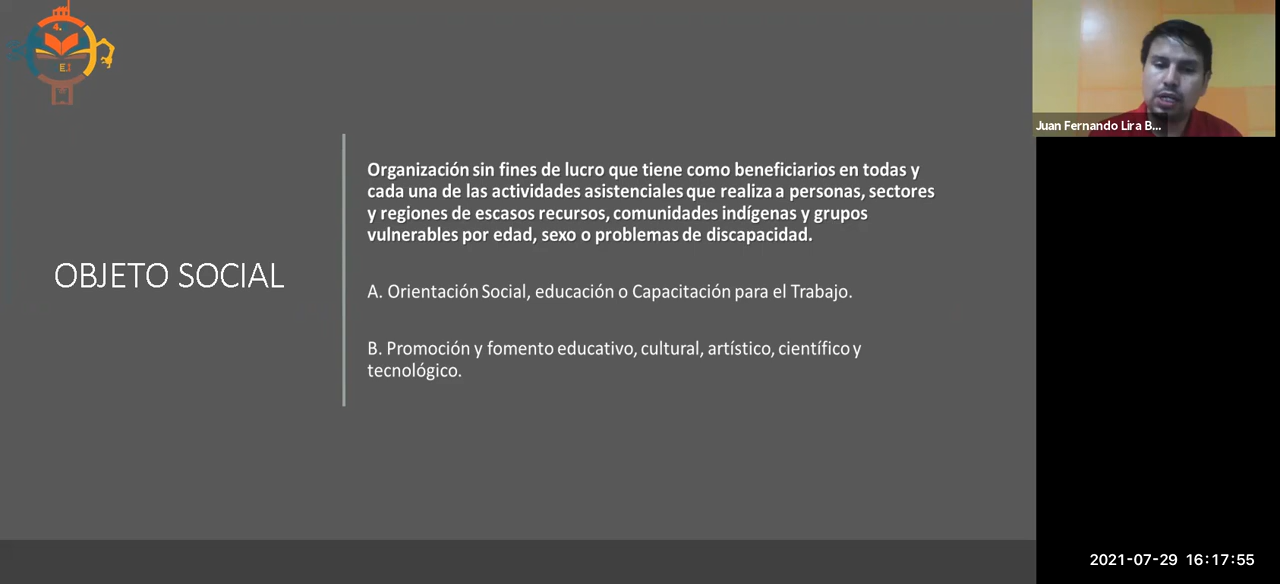 Juan Fernando Lira B...
Organización sin fines de lucro que tiene como beneficiarios en todas y
cada una de las actividades asistenciales que realiza a personas, sectores
y regiones de escasos recursos, comunidades indígenas y grupos
vulnerables por edad, sexo o problemas de discapacidad.
OBJETO SOCIAL
A. Orientación Social, educación o Capacitación para el Trabajo.
B. Promoción y fomento educativo, cultural, artístico, científico y
tecnológico.
2021-07-29 16:17:55